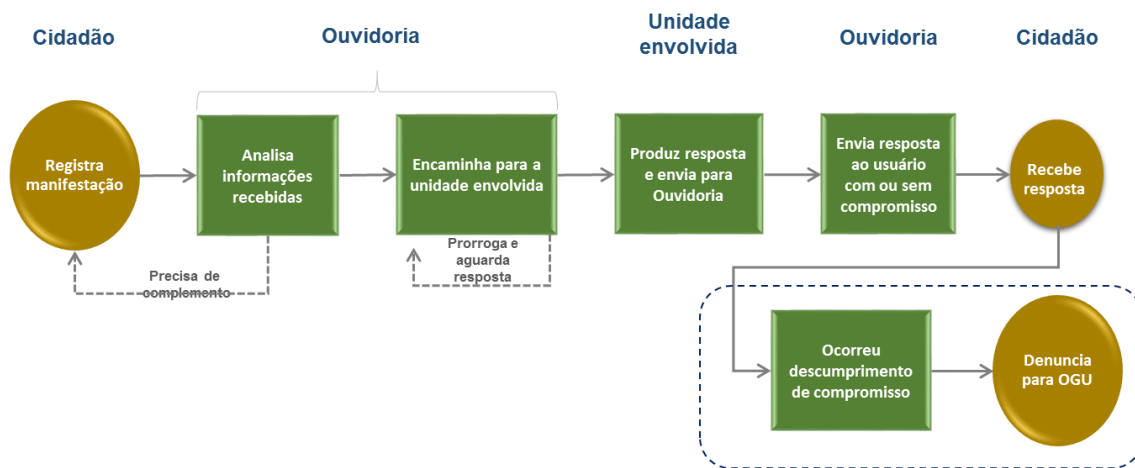 Cidadão
Ouvidoria
Unidade
envolvida
Ouvidoria
Cidadão
Registra
manifestação
Analisa
informações
recebidas
Encaminha para a
unidade envolvida
Produz resposta
e envia para
Ouvidoria
Envia resposta
ao usuário
com ou sem
compromisso
Recebe
resposta
Precisa de
complemento
Prorroga e
aguarda
resposta
Ocorreu
descumprimento
de compromisso
Denuncia
para OGU